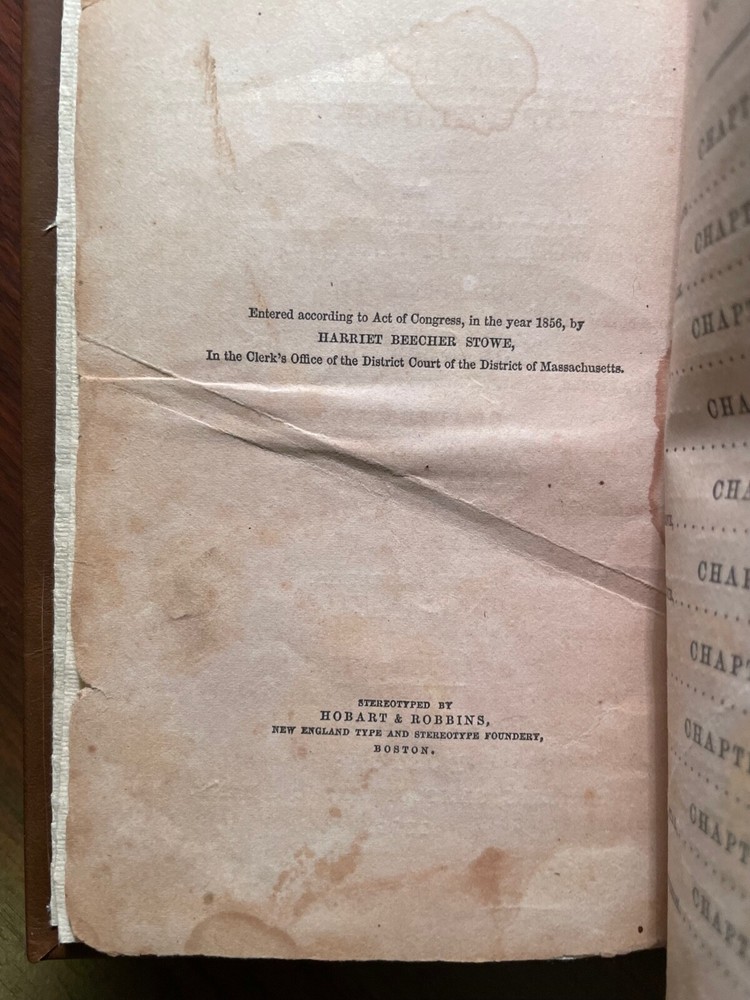 Entered according to Act of Congress, in the year 1856, by
HARRIET BEECHER STOWE,
In the Clerk's Office of the District Court of the District of Massachusetts.
STEREOTYPED BY
HOBART & ROBBINS,
NEW ENGLAND TYPE AND STEREOTYPE FOUNDERY,
BOSTON.